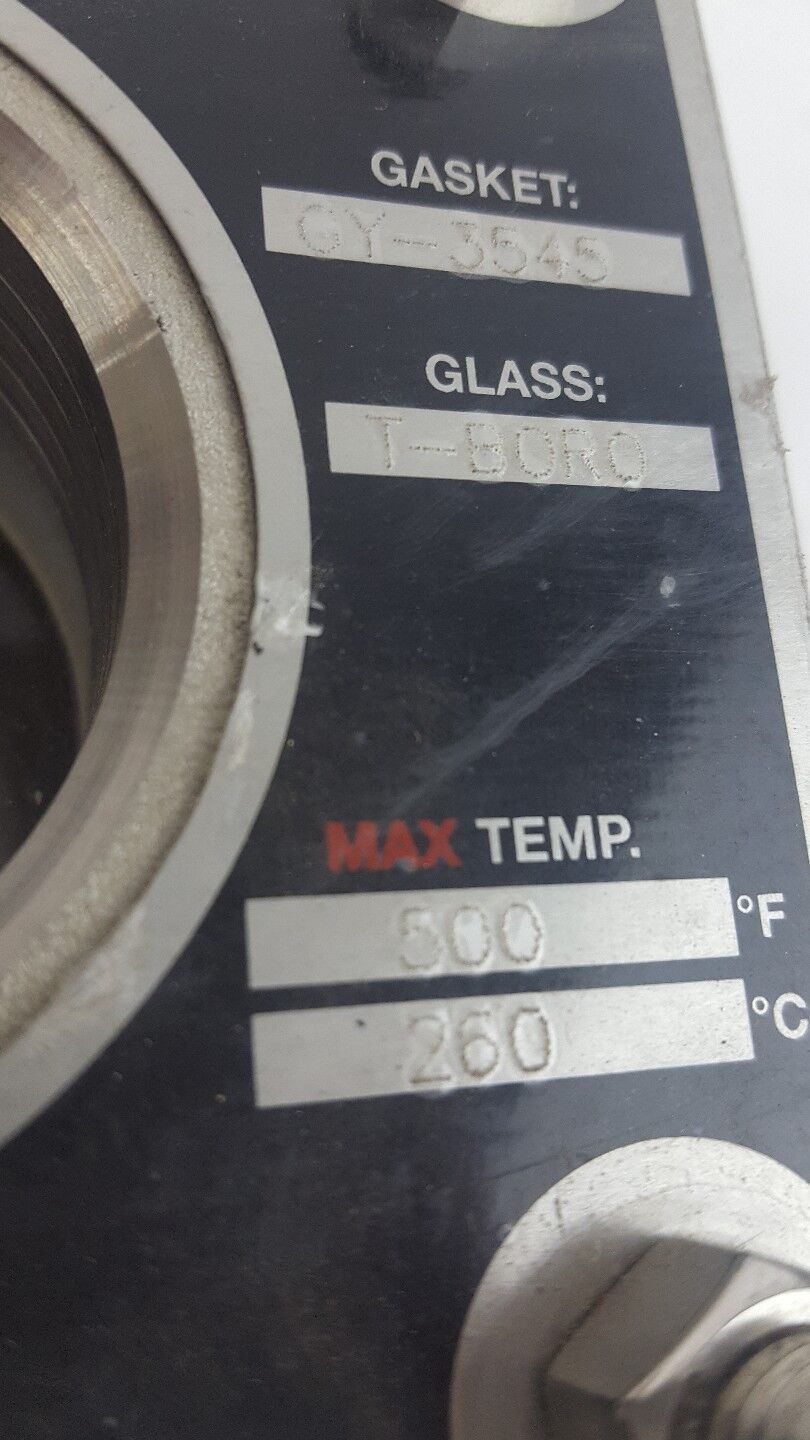 GASKET:
GY-3545
GLASS:
T-BORO
MAX TEMP.
500 °F
260 °C